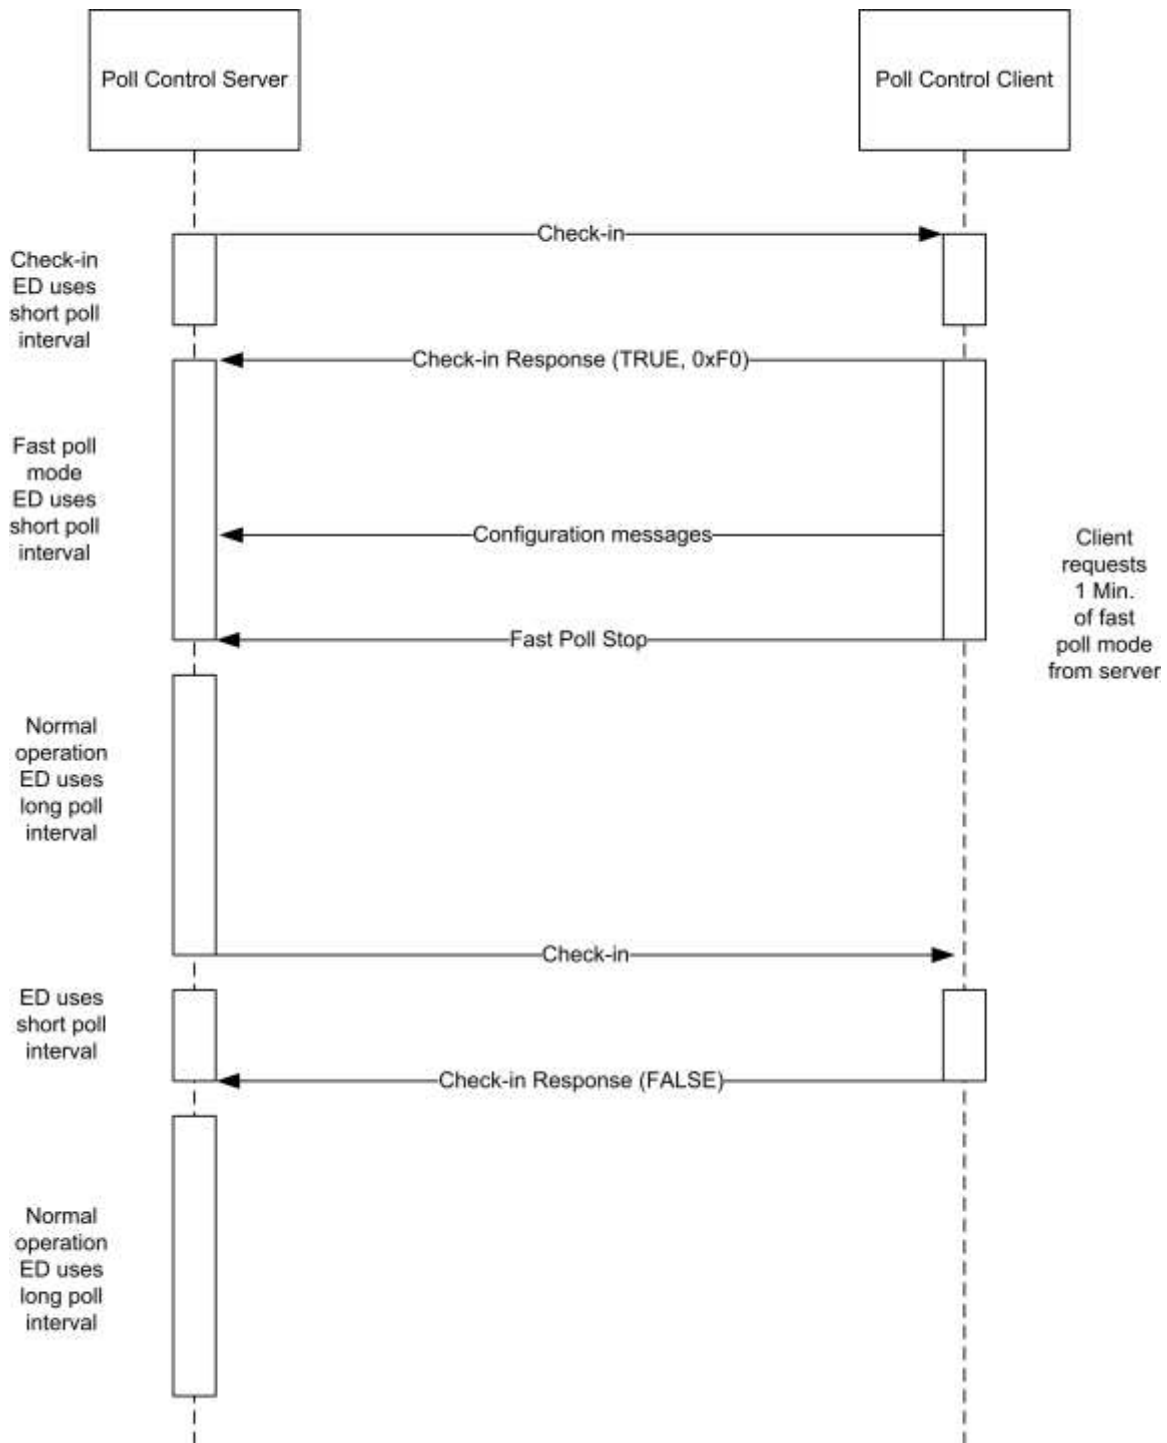 Poll Control Server
Poll Control Client
Check-in
Check-in
ED uses
short poll
interval
Check-in Response (TRUE, 0xF0)
Fast poll
mode
ED uses
short poll
interval
Configuration messages
Client
requests
1 Min.
of fast
poll mode
from server
Fast Poll Stop
Normal
operation
ED uses
long poll
interval
Check-in
ED uses
short poll
interval
Check-in Response (FALSE)
Normal
operation
ED uses
long poll
interval